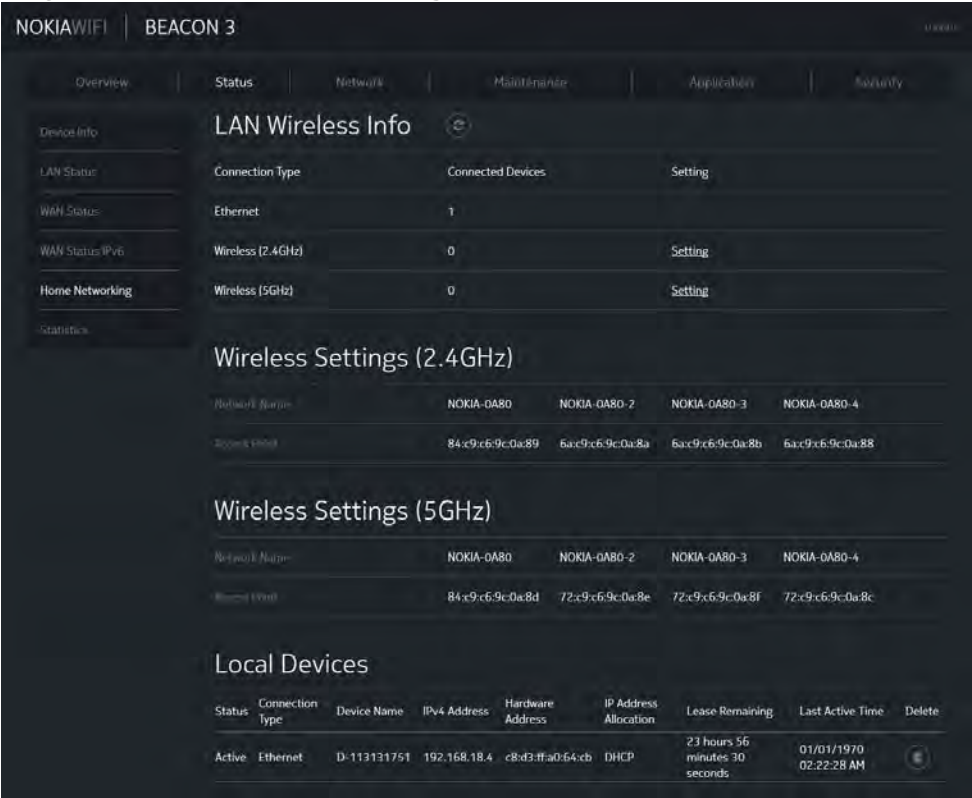 NOKIAWIFI | BEACON 3
Overview Status Network Maintenance Application Security
Device Info
LAN Status
WAN Status
WAN Status IPv6
Home Networking
Statistics
LAN Wireless Info
Connection Type Connected Devices Setting
Ethernet 1
Wireless (2.4GHz) 0 Setting
Wireless (5GHz) 0 Setting
Wireless Settings (2.4GHz)
Network Name NOKIA-0A80 NOKIA-0A80-2 NOKIA-0A80-3 NOKIA-0A80-4
84:c9:c6:9c:0a:89 6a:c9:c6:9c:0a:8a 6a:c9:c6:9c:0a:8b 6a:c9:c6:9c:0a:88
Wireless Settings (5GHz)
Network Name NOKIA-0A80 NOKIA-0A80-2 NOKIA-0A80-3 NOKIA-0A80-4
84:c9:c6:9c:0a:8d 72:c9:c6:9c:0a:8e 72:c9:c6:9c:0a:8f 72:c9:c6:9c:0a:8c
Local Devices
Status Connection Type Device Name IPv4 Address Hardware Address IP Address Allocation Lease Remaining Last Active Time Delete
Active Ethernet D-113131751 192.168.18.4 c8:d3:ff:a0:64:cb DHCP 23 hours 56 minutes 30 seconds 01/01/1970 02:22:28 AM